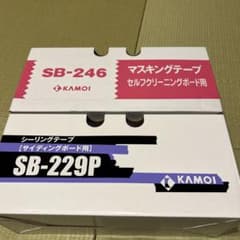 SB-246
マスキングテープ
セルフクリーニングボード用
KAMOI
シーリングテープ
[サイディングボード用]
SB-229P
KAMOI